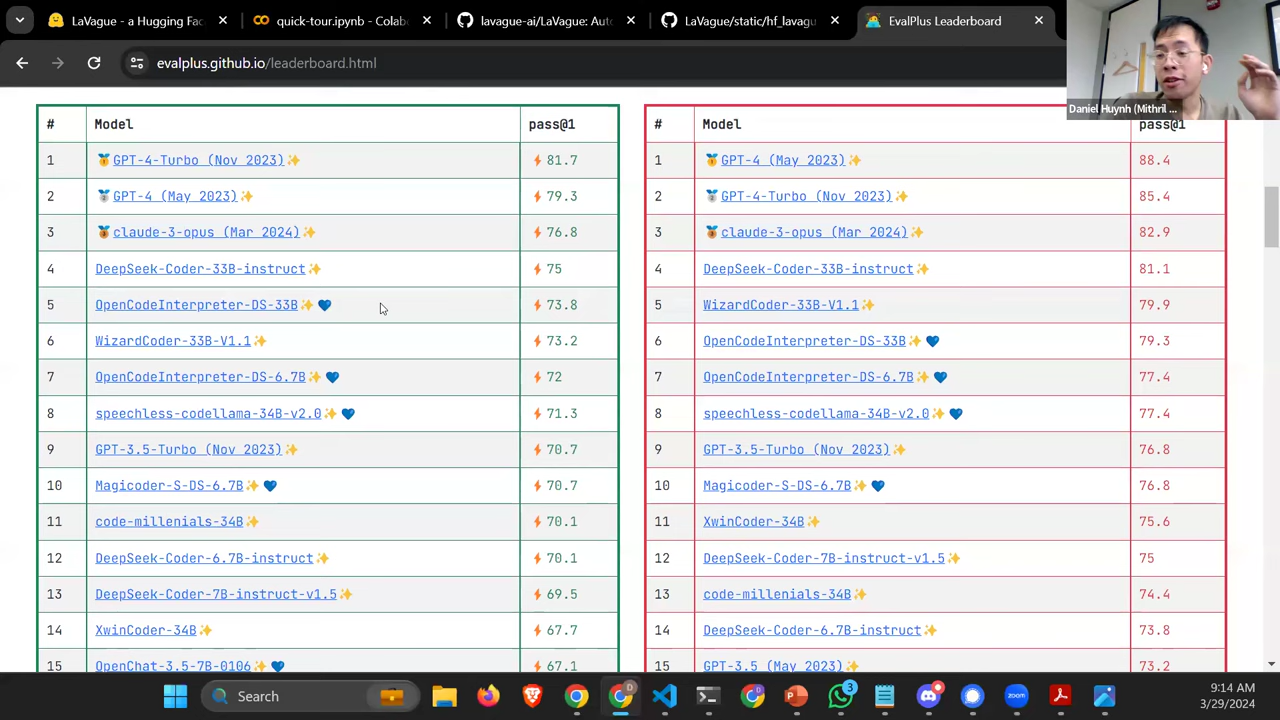 LaVague - a Hugging Fac
quick-tour.ipynb - Colab
lavague-ai/LaVague: Auto
LaVague/static/hf_lavagu
EvalPlus Leaderboard
evalplus.github.io/leaderboard.html
Daniel Huynh (Mithril ...
# Model pass@1
1 GPT-4-Turbo (Nov 2023) 81.7
2 GPT-4 (May 2023) 79.3
3 claude-3-opus (Mar 2024) 76.8
4 DeepSeek-Coder-33B-instruct 75
5 OpenCodeInterpreter-DS-33B 73.8
6 WizardCoder-33B-V1.1 73.2
7 OpenCodeInterpreter-DS-6.7B 72
8 speechless-codellama-34B-v2.0 71.3
9 GPT-3.5-Turbo (Nov 2023) 70.7
10 Magicoder-S-DS-6.7B 70.7
11 code-millenials-34B 70.1
12 DeepSeek-Coder-6.7B-instruct 70.1
13 DeepSeek-Coder-7B-instruct-v1.5 69.5
14 XwinCoder-34B 67.7
15 OpenChat-3.5-7B-0106 67.1
# Model pass@1
1 GPT-4 (May 2023) 88.4
2 GPT-4-Turbo (Nov 2023) 85.4
3 claude-3-opus (Mar 2024) 82.9
4 DeepSeek-Coder-33B-instruct 81.1
5 WizardCoder-33B-V1.1 79.9
6 OpenCodeInterpreter-DS-33B 79.3
7 OpenCodeInterpreter-DS-6.7B 77.4
8 speechless-codellama-34B-v2.0 77.4
9 GPT-3.5-Turbo (Nov 2023) 76.8
10 Magicoder-S-DS-6.7B 76.8
11 XwinCoder-34B 75.6
12 DeepSeek-Coder-7B-instruct-v1.5 75
13 code-millenials-34B 74.4
14 DeepSeek-Coder-6.7B-instruct 73.8
15 GPT-3.5 (May 2023) 73.2
Search
D
3
zoom
9:14 AM
3/29/2024